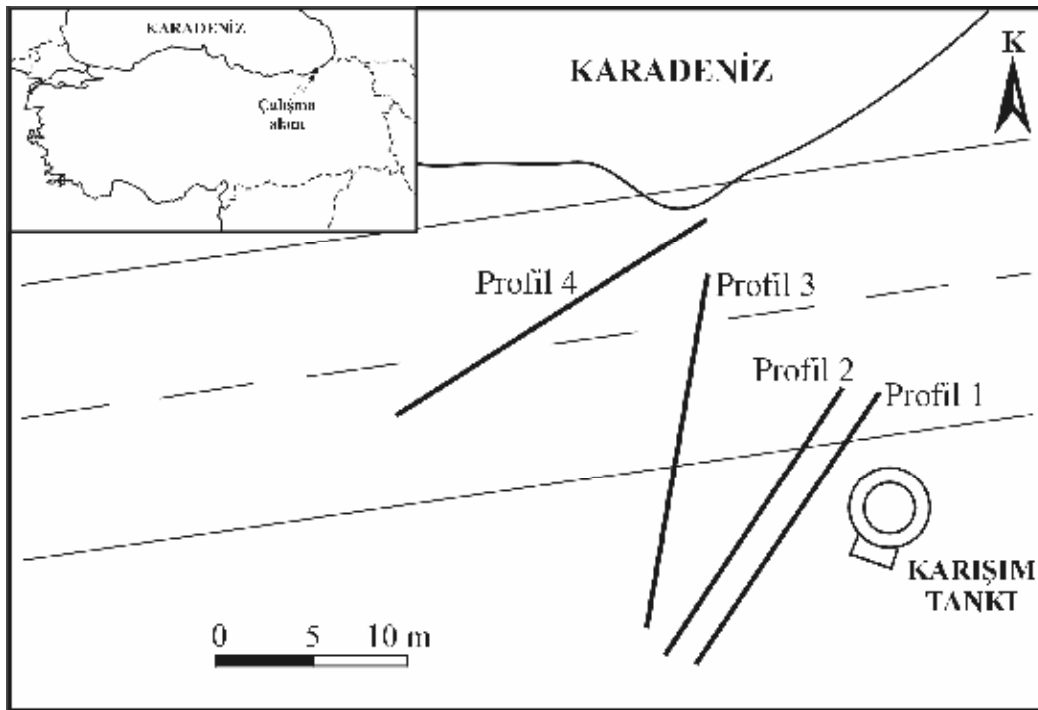 KARADENİZ
Çalışma
alanı
KARADENİZ
K
Profil 4
Profil 3
Profil 2
Profil 1
KARIŞIM
TANKI
0 5 10 m